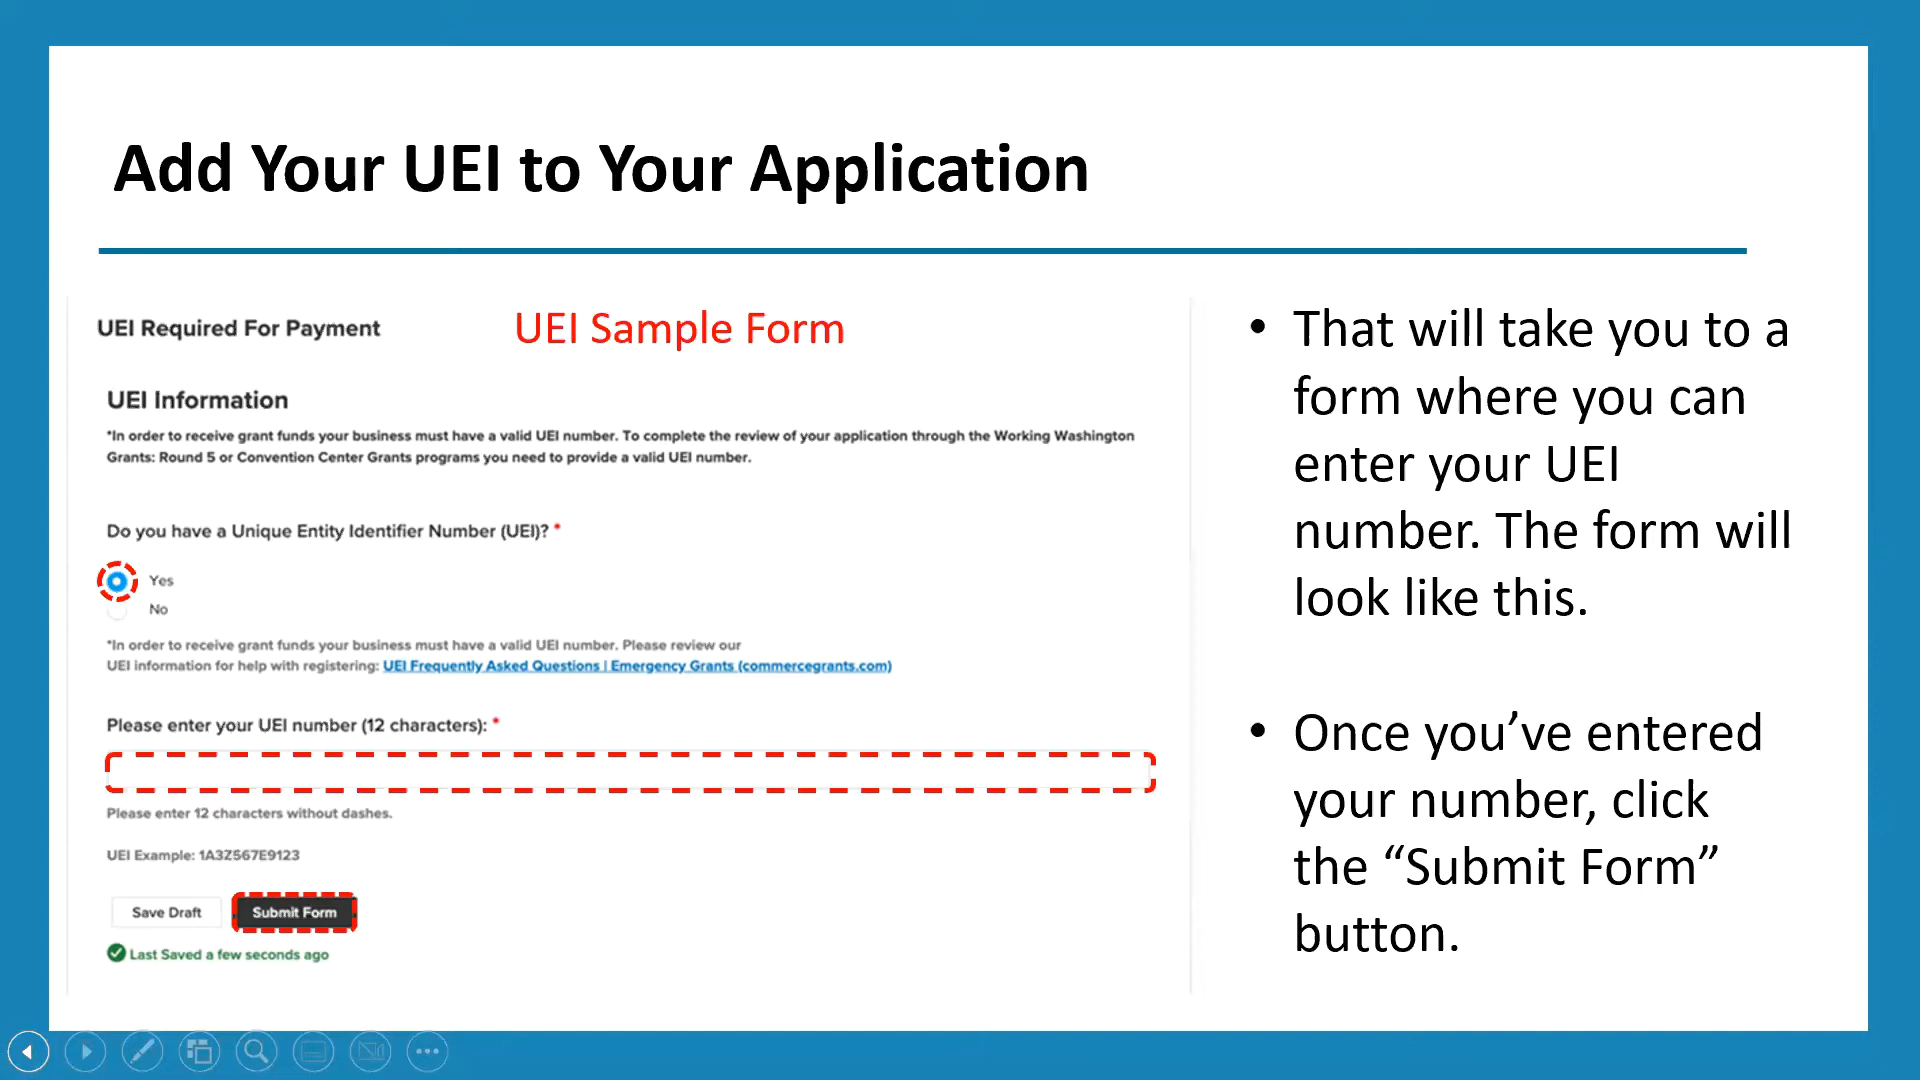 Add Your UEI to Your Application
UEI Required For Payment
UEI Sample Form
UEI Information
*In order to receive grant funds your business must have a valid UEI number. To complete the review of your application through the Working Washington
Grants: Round 5 or Convention Center Grants programs you need to provide a valid UEI number.
Do you have a Unique Entity Identifier Number (UEI)? *
Yes
No
*In order to receive grant funds your business must have a valid UEI number. Please review our
UEI information for help with registering: UEI Frequently Asked Questions | Emergency Grants (commercegrants.com)
Please enter your UEI number (12 characters): *
Please enter 12 characters without dashes.
UEI Example: 1A3Z567E9123
Save Draft
Submit Form
Last Saved a few seconds ago
• That will take you to a
form where you can
enter your UEI
number. The form will
look like this.
• Once you’ve entered
your number, click
the “Submit Form”
button.